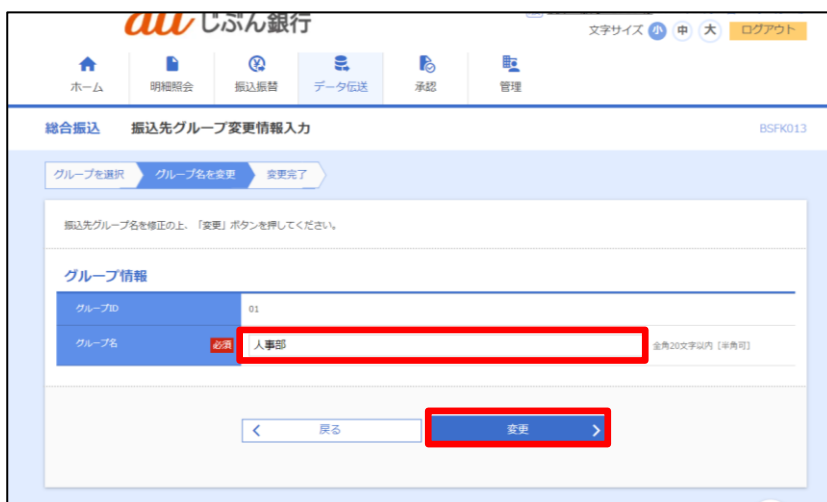 au じぶん銀行
文字サイズ 小 中 大 ログアウト
ホーム 明細照会 振込振替 データ伝送 承認 管理
総合振込 振込先グループ変更情報入力 BSFK013
グループを選択 グループ名を変更 変更完了
振込先グループ名を修正の上、「変更」ボタンを押してください。
グループ情報
グループID 01
グループ名 必須 人事部 全角20文字以内 [半角可]
戻る 変更